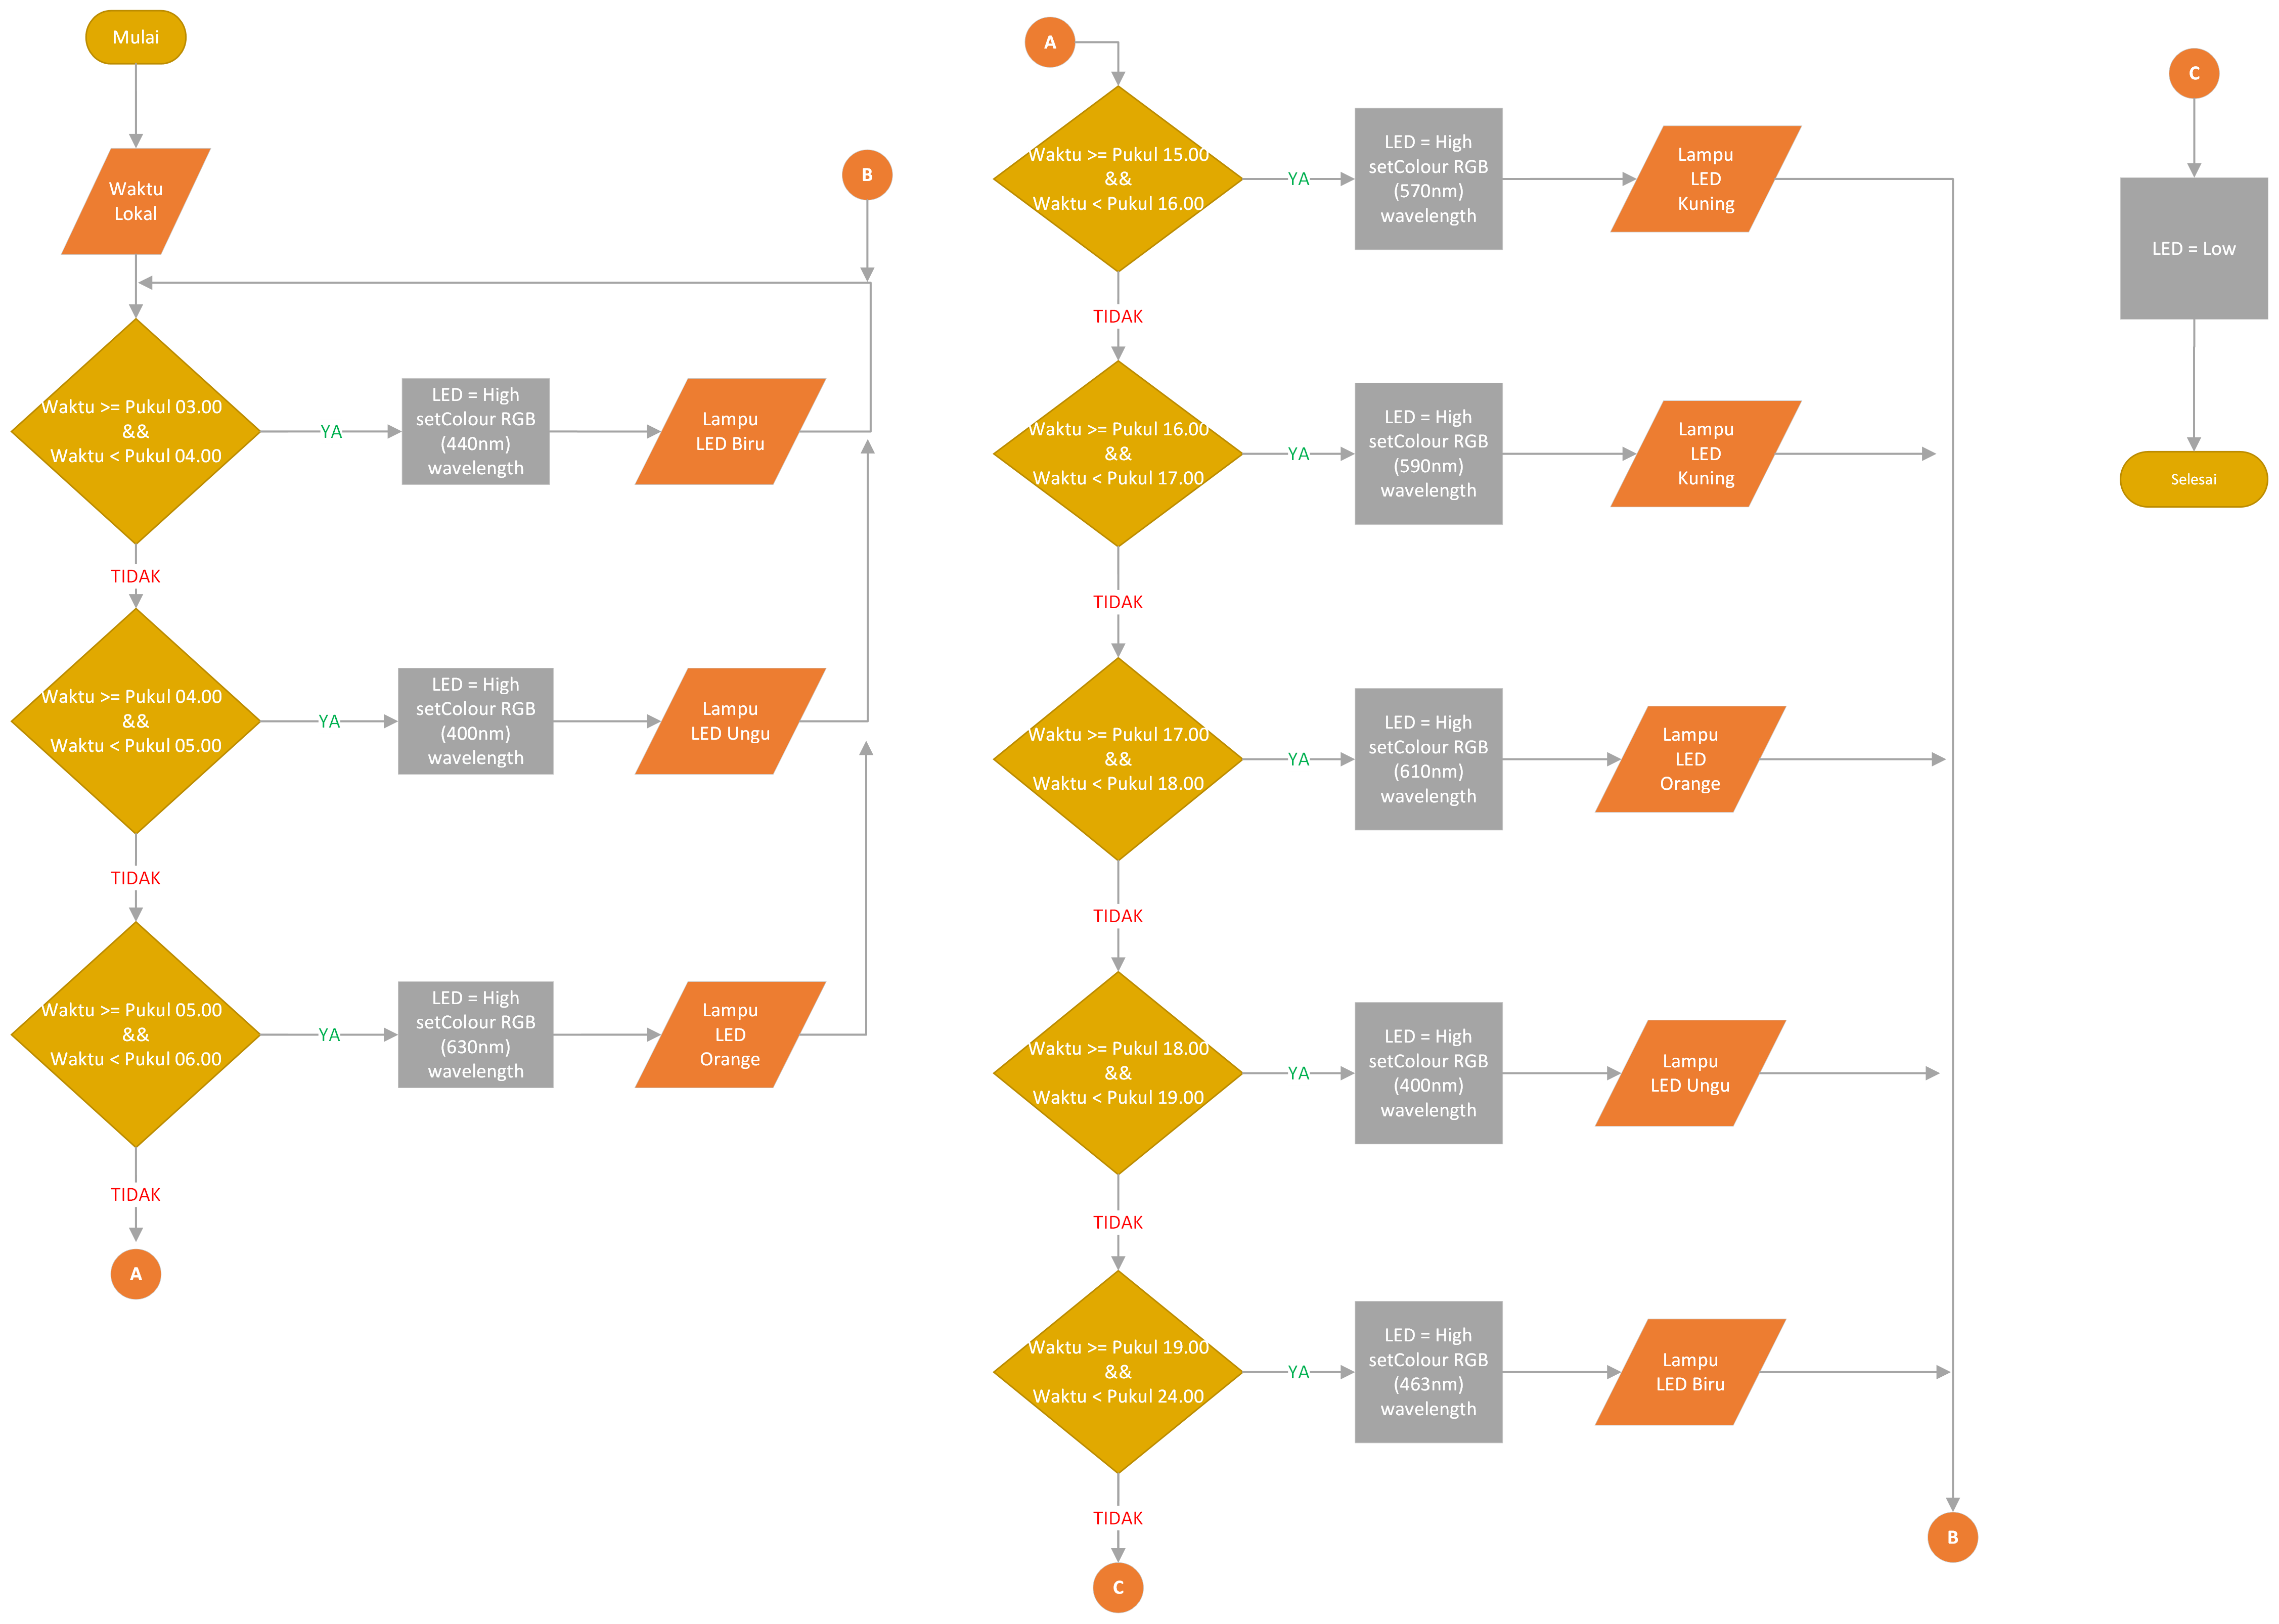 Mulai
Waktu
Lokal
B
Waktu >= Pukul 03.00
&&
Waktu < Pukul 04.00
YA
LED = High
setColour RGB
(440nm)
wavelength
Lampu
LED Biru
TIDAK
Waktu >= Pukul 04.00
&&
Waktu < Pukul 05.00
YA
LED = High
setColour RGB
(400nm)
wavelength
Lampu
LED Ungu
TIDAK
Waktu >= Pukul 05.00
&&
Waktu < Pukul 06.00
YA
LED = High
setColour RGB
(630nm)
wavelength
Lampu
LED
Orange
TIDAK
A
A
Waktu >= Pukul 15.00
&&
Waktu < Pukul 16.00
YA
LED = High
setColour RGB
(570nm)
wavelength
Lampu
LED
Kuning
TIDAK
Waktu >= Pukul 16.00
&&
Waktu < Pukul 17.00
YA
LED = High
setColour RGB
(590nm)
wavelength
Lampu
LED
Kuning
TIDAK
Waktu >= Pukul 17.00
&&
Waktu < Pukul 18.00
YA
LED = High
setColour RGB
(610nm)
wavelength
Lampu
LED
Orange
TIDAK
Waktu >= Pukul 18.00
&&
Waktu < Pukul 19.00
YA
LED = High
setColour RGB
(400nm)
wavelength
Lampu
LED Ungu
TIDAK
Waktu >= Pukul 19.00
&&
Waktu < Pukul 24.00
YA
LED = High
setColour RGB
(463nm)
wavelength
Lampu
LED Biru
TIDAK
B
C
C
LED = Low
Selesai